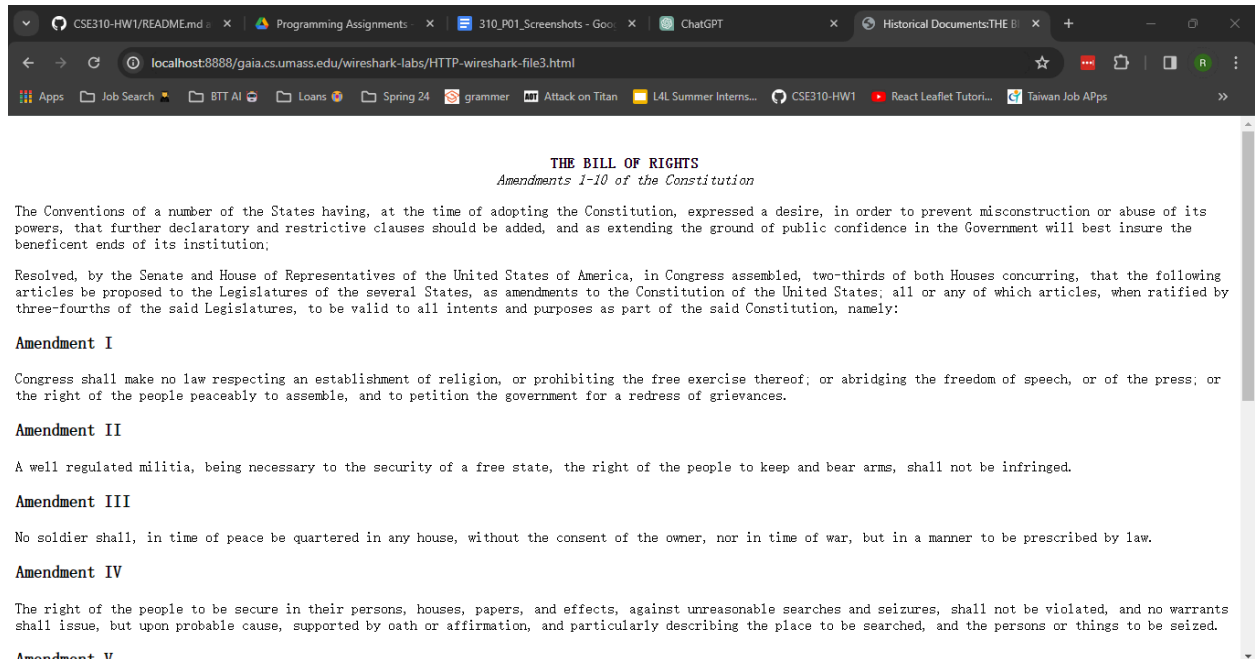 CSE310-HW1/README.md a
Programming Assignments -
310_P01_Screenshots - Goo
ChatGPT
Historical Documents:THE B
localhost:8888/gaia.cs.umass.edu/wireshark-labs/HTTP-wireshark-file3.html
R
Apps
Job Search
BTT AI
Loans
Spring 24
grammer
AOT
Attack on Titan
L4L Summer Interns...
CSE310-HW1
React Leaflet Tutori...
Taiwan Job APps
THE BILL OF RIGHTS
Amendments 1-10 of the Constitution
The Conventions of a number of the States having, at the time of adopting the Constitution, expressed a desire, in order to prevent misconstruction or abuse of its
powers, that further declaratory and restrictive clauses should be added, and as extending the ground of public confidence in the Government will best insure the
beneficent ends of its institution;
Resolved, by the Senate and House of Representatives of the United States of America, in Congress assembled, two-thirds of both Houses concurring, that the following
articles be proposed to the Legislatures of the several States, as amendments to the Constitution of the United States; all or any of which articles, when ratified by
three-fourths of the said Legislatures, to be valid to all intents and purposes as part of the said Constitution, namely:
Amendment I
Congress shall make no law respecting an establishment of religion, or prohibiting the free exercise thereof; or abridging the freedom of speech, or of the press; or
the right of the people peaceably to assemble, and to petition the government for a redress of grievances.
Amendment II
A well regulated militia, being necessary to the security of a free state, the right of the people to keep and bear arms, shall not be infringed.
Amendment III
No soldier shall, in time of peace be quartered in any house, without the consent of the owner, nor in time of war, but in a manner to be prescribed by law.
Amendment IV
The right of the people to be secure in their persons, houses, papers, and effects, against unreasonable searches and seizures, shall not be violated, and no warrants
shall issue, but upon probable cause, supported by oath or affirmation, and particularly describing the place to be searched, and the persons or things to be seized.
Amendment V